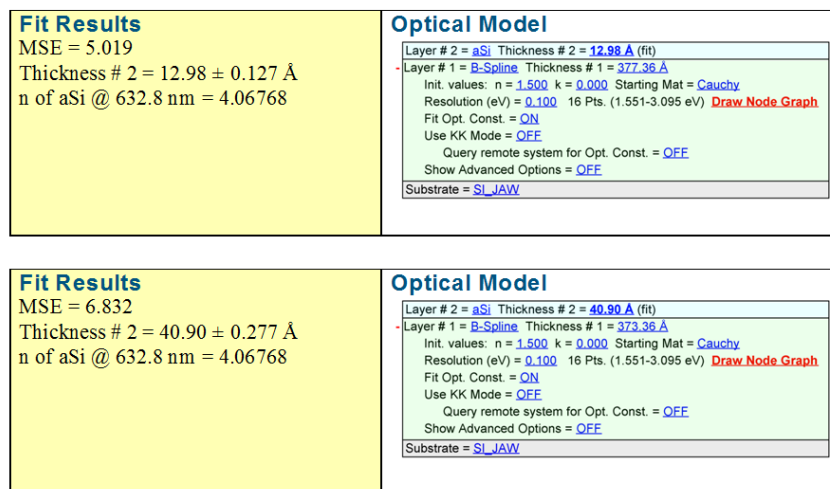 Fit Results
MSE = 5.019
Thickness # 2 = 12.98 ± 0.127 Å
n of aSi @ 632.8 nm = 4.06768
Optical Model
Layer # 2 = aSi Thickness # 2 = 12.98 Å (fit)
- Layer # 1 = B-Spline Thickness # 1 = 377.36 Å
Init. values: n = 1.500 k = 0.000 Starting Mat = Cauchy
Resolution (eV) = 0.100 16 Pts. (1.551-3.095 eV) Draw Node Graph
Fit Opt. Const. = ON
Use KK Mode = OFF
Query remote system for Opt. Const. = OFF
Show Advanced Options = OFF
Substrate = SI_JAW
Fit Results
MSE = 6.832
Thickness # 2 = 40.90 ± 0.277 Å
n of aSi @ 632.8 nm = 4.06768
Optical Model
Layer # 2 = aSi Thickness # 2 = 40.90 Å (fit)
- Layer # 1 = B-Spline Thickness # 1 = 373.36 Å
Init. values: n = 1.500 k = 0.000 Starting Mat = Cauchy
Resolution (eV) = 0.100 16 Pts. (1.551-3.095 eV) Draw Node Graph
Fit Opt. Const. = ON
Use KK Mode = OFF
Query remote system for Opt. Const. = OFF
Show Advanced Options = OFF
Substrate = SI_JAW